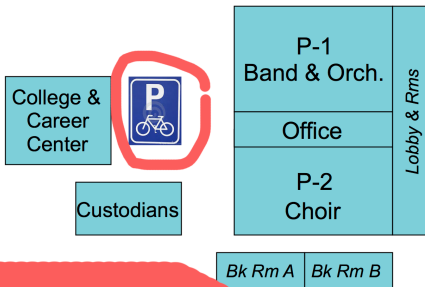 P-1
Band & Orch.
Lobby & Rms
P
College &
Career
Center
Office
P-2
Choir
Custodians
Bk Rm A
Bk Rm B